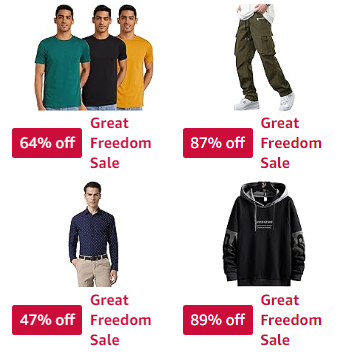 64% off
Great
Freedom
Sale
87% off
Great
Freedom
Sale
47% off
Great
Freedom
Sale
89% off
Great
Freedom
Sale